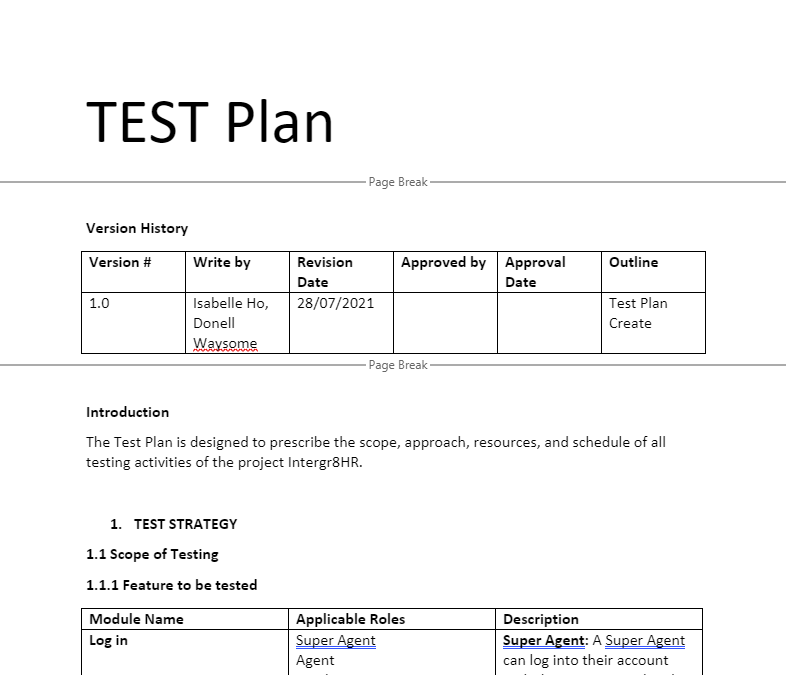 TEST Plan
Page Break
Version History
Version # Write by Revision Date Approved by Approval Date Outline
1.0 Isabelle Ho, Donell Waysome 28/07/2021 Test Plan Create
Page Break
Introduction
The Test Plan is designed to prescribe the scope, approach, resources, and schedule of all
testing activities of the project Intergr8HR.
1. TEST STRATEGY
1.1 Scope of Testing
1.1.1 Feature to be tested
Module Name Applicable Roles Description
Log in Super Agent Super Agent: A Super Agent
Agent can log into their account